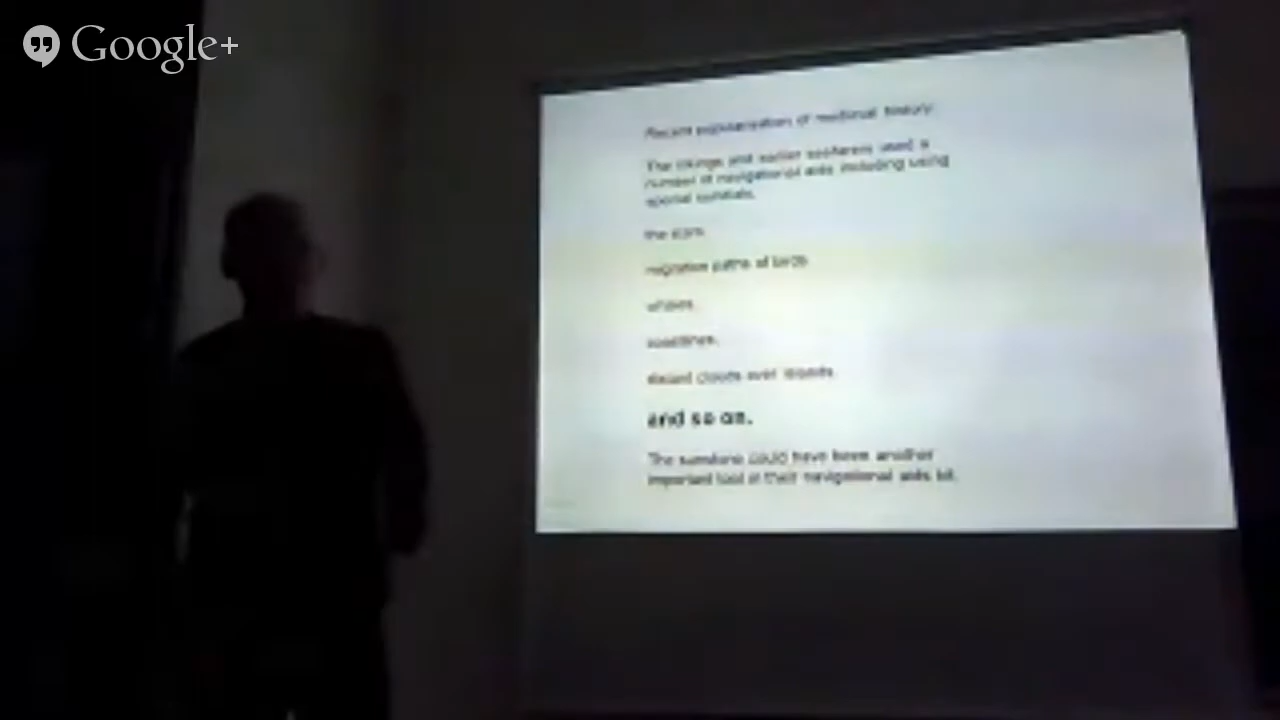 Google+
Recent popularisation of medieval history:
The vikings and earlier seafarers used a
number of navigational aids including using
special sundials,
the stars
migration paths of birds
whales
coastlines,
distant clouds over islands
and so on.
The sunstone could have been another
important tool in their navigational aids kit.